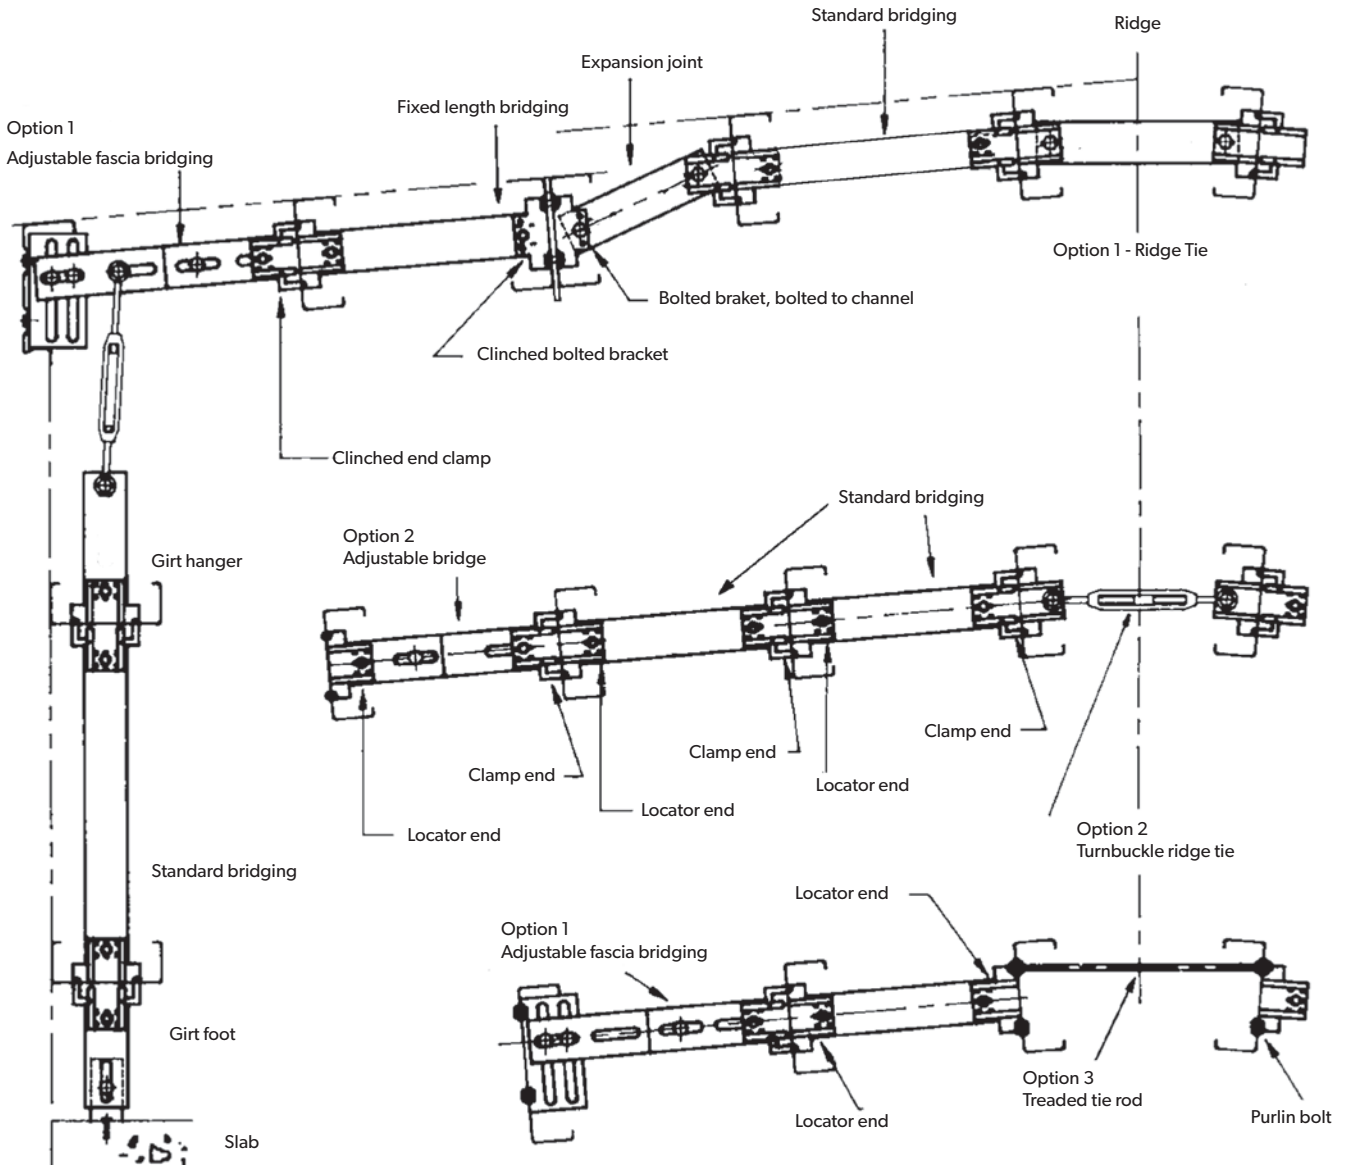 Standard bridging
Ridge
Expansion joint
Fixed length bridging
Option 1
Adjustable fascia bridging
Option 1 - Ridge Tie
Bolted braket, bolted to channel
Clinched bolted bracket
Clinched end clamp
Standard bridging
Option 2
Adjustable bridge
Girt hanger
Clamp end
Clamp end
Clamp end
Locator end
Locator end
Locator end
Option 2
Turnbuckle ridge tie
Standard bridging
Locator end
Option 1
Adjustable fascia bridging
Girt foot
Option 3
Treaded tie rod
Locator end
Purlin bolt
Slab